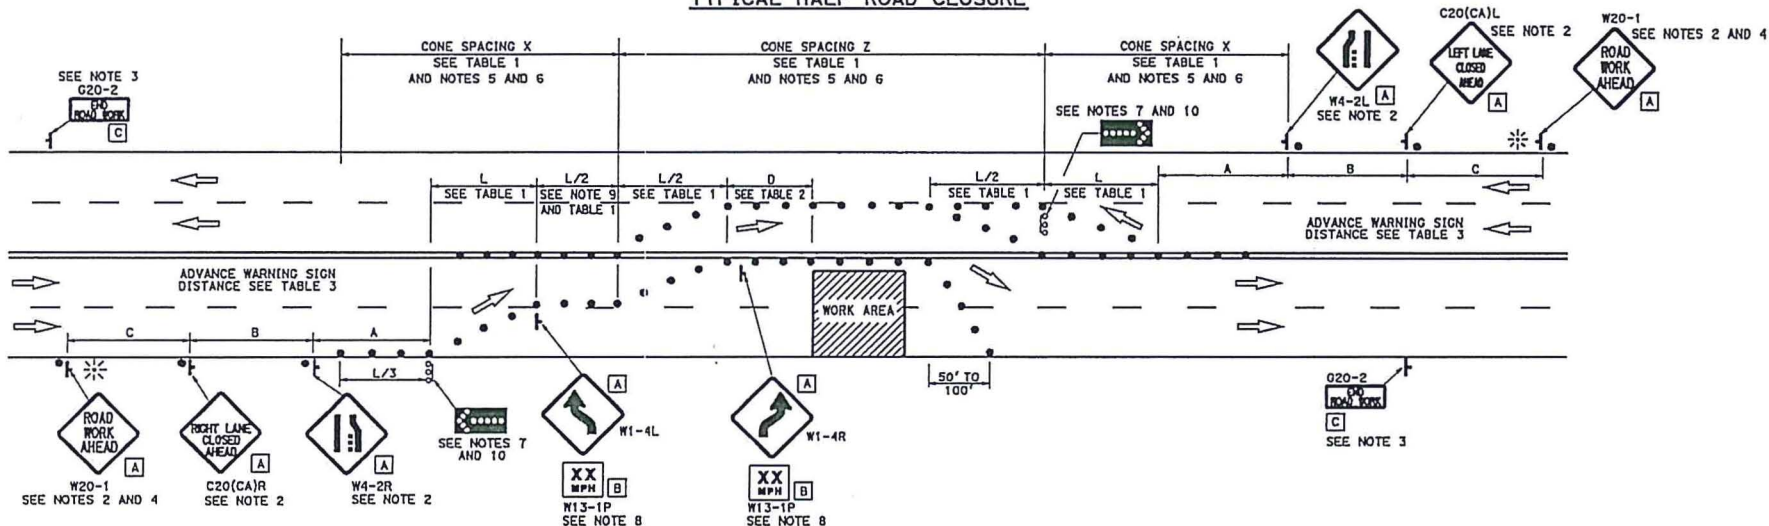 TYPICAL HALF ROAD CLOSURE
CONE SPACING X
SEE TABLE 1
AND NOTES 5 AND 6
CONE SPACING Z
SEE TABLE 1
AND NOTES 5 AND 6
CONE SPACING X
SEE TABLE 1
AND NOTES 5 AND 6
SEE NOTE 3
G20-2
END
ROAD WORK
C
W4-2L
A
SEE NOTE 2
C20(CA)L
SEE NOTE 2
LEFT LANE
CLOSED
AHEAD
A
W20-1
SEE NOTES 2 AND 4
ROAD
WORK
AHEAD
A
SEE NOTES 7 AND 10
L
SEE TABLE 1
L/2
SEE NOTE 9
AND TABLE 1
L/2
SEE TABLE 1
D
SEE TABLE 2
L/2
SEE TABLE 1
L
SEE TABLE 1
A
B
C
ADVANCE WARNING SIGN
DISTANCE SEE TABLE 3
ADVANCE WARNING SIGN
DISTANCE SEE TABLE 3
WORK AREA
C
B
A
L/3
50' TO
100'
ROAD
WORK
AHEAD
A
W20-1
SEE NOTES 2 AND 4
RIGHT LANE
CLOSED
AHEAD
A
C20(CA)R
SEE NOTE 2
A
W4-2R
SEE NOTE 2
SEE NOTES 7
AND 10
A
W1-4L
XX
MPH
B
W13-1P
SEE NOTE 8
A
W1-4R
XX
MPH
B
W13-1P
SEE NOTE 8
G20-2
END
ROAD WORK
C
SEE NOTE 3